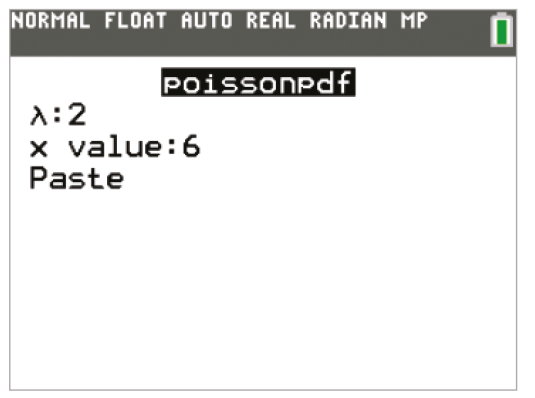 NORMAL FLOAT AUTO REAL RADIAN MP
poissonpdf
λ:2
x value:6
Paste